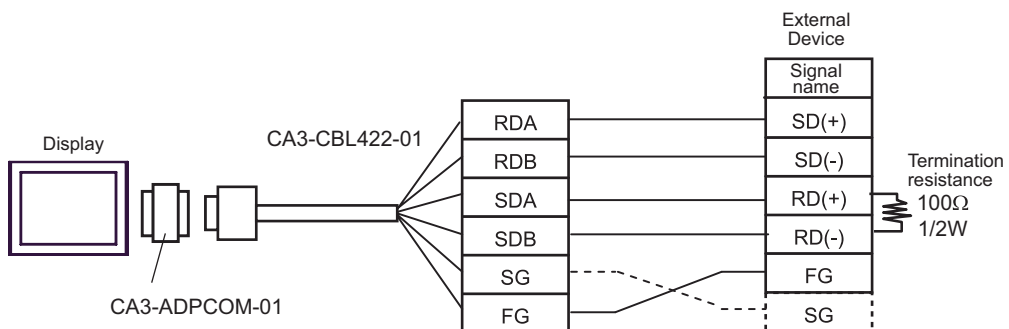 External
Device
Signal
name
RDA
SD(+)
CA3-CBL422-01
Display
RDB
SD(-)
Termination
resistance
100Ω
1/2W
SDA
RD(+)
SDB
RD(-)
SG
FG
CA3-ADPCOM-01
FG
SG